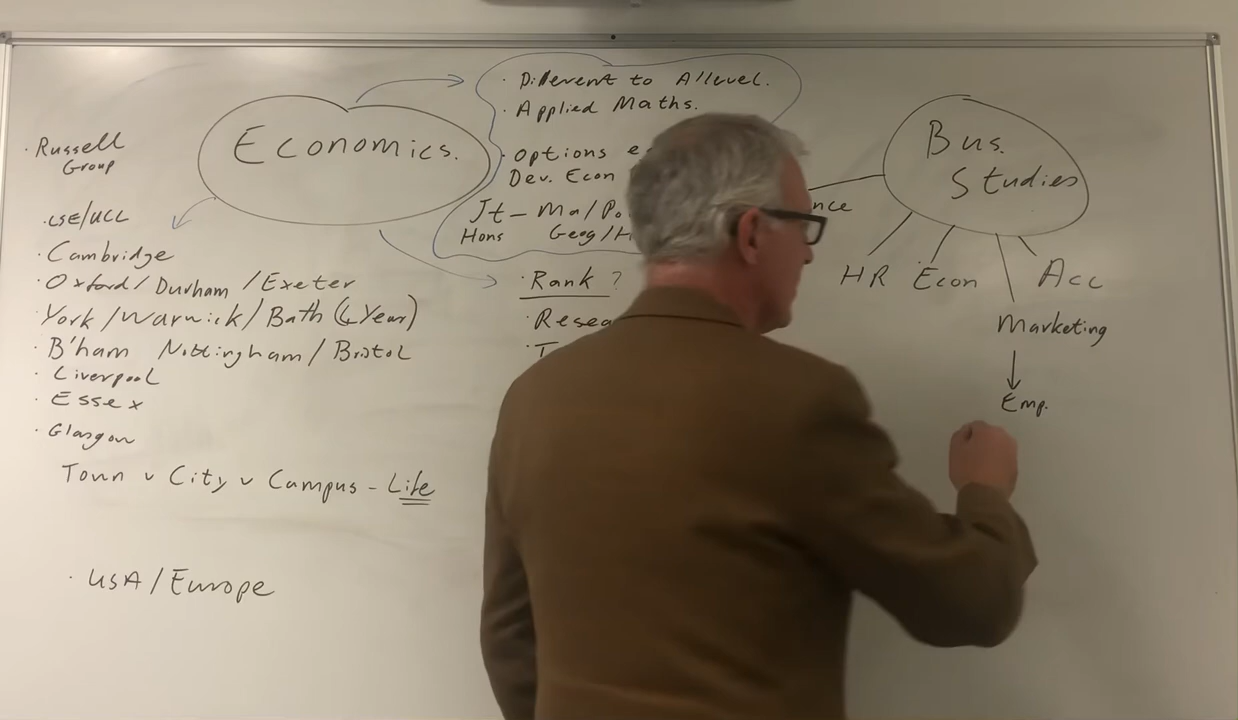 Russell
Group
Economics.
· LSE/UCL
· Cambridge
· Oxford/Durham/Exeter
York/Warwick/Bath (4 Year)
· B'ham Nottingham/Bristol
· Liverpool
· Essex
· Glasgow
Town v City v Campus - Life
· USA/Europe
· Different to A'level.
· Applied Maths.
· Options
Dev. Econ
Jt - Ma/Po
Hons Geog/H
· Rank ?
Bus.
Studies
HR Econ Acc
Marketing
Emp.